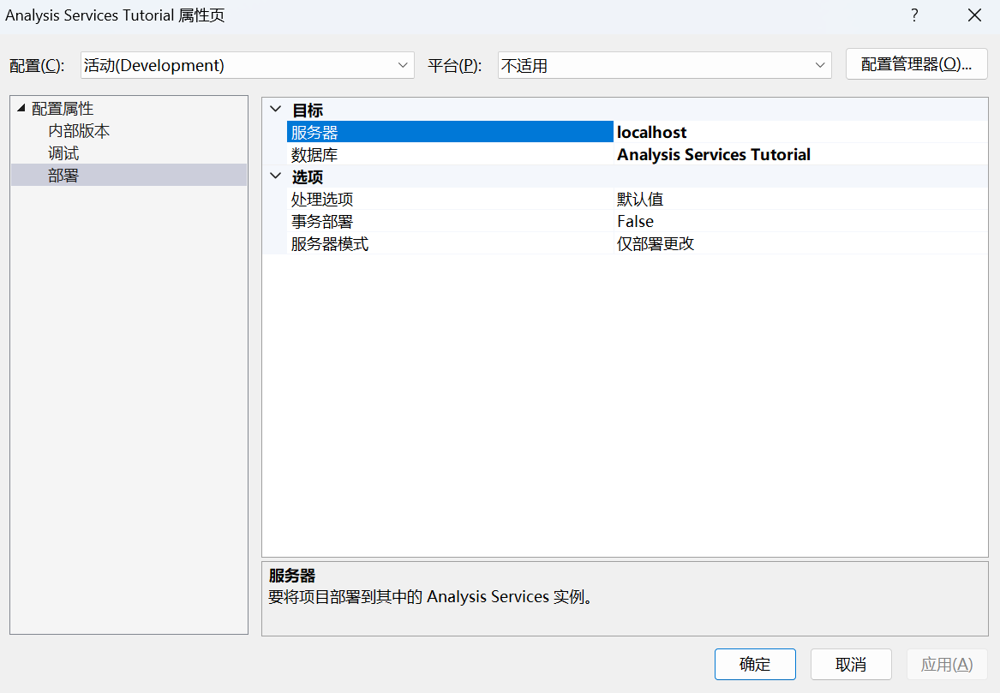 Analysis Services Tutorial 属性页
配置(C): 活动(Development) 平台(P): 不适用 配置管理器(O)...
配置属性
内部版本
调试
部署
目标
服务器 localhost
数据库 Analysis Services Tutorial
选项
处理选项 默认值
事务部署 False
服务器模式 仅部署更改
服务器
要将项目部署到其中的 Analysis Services 实例。
确定 取消 应用(A)